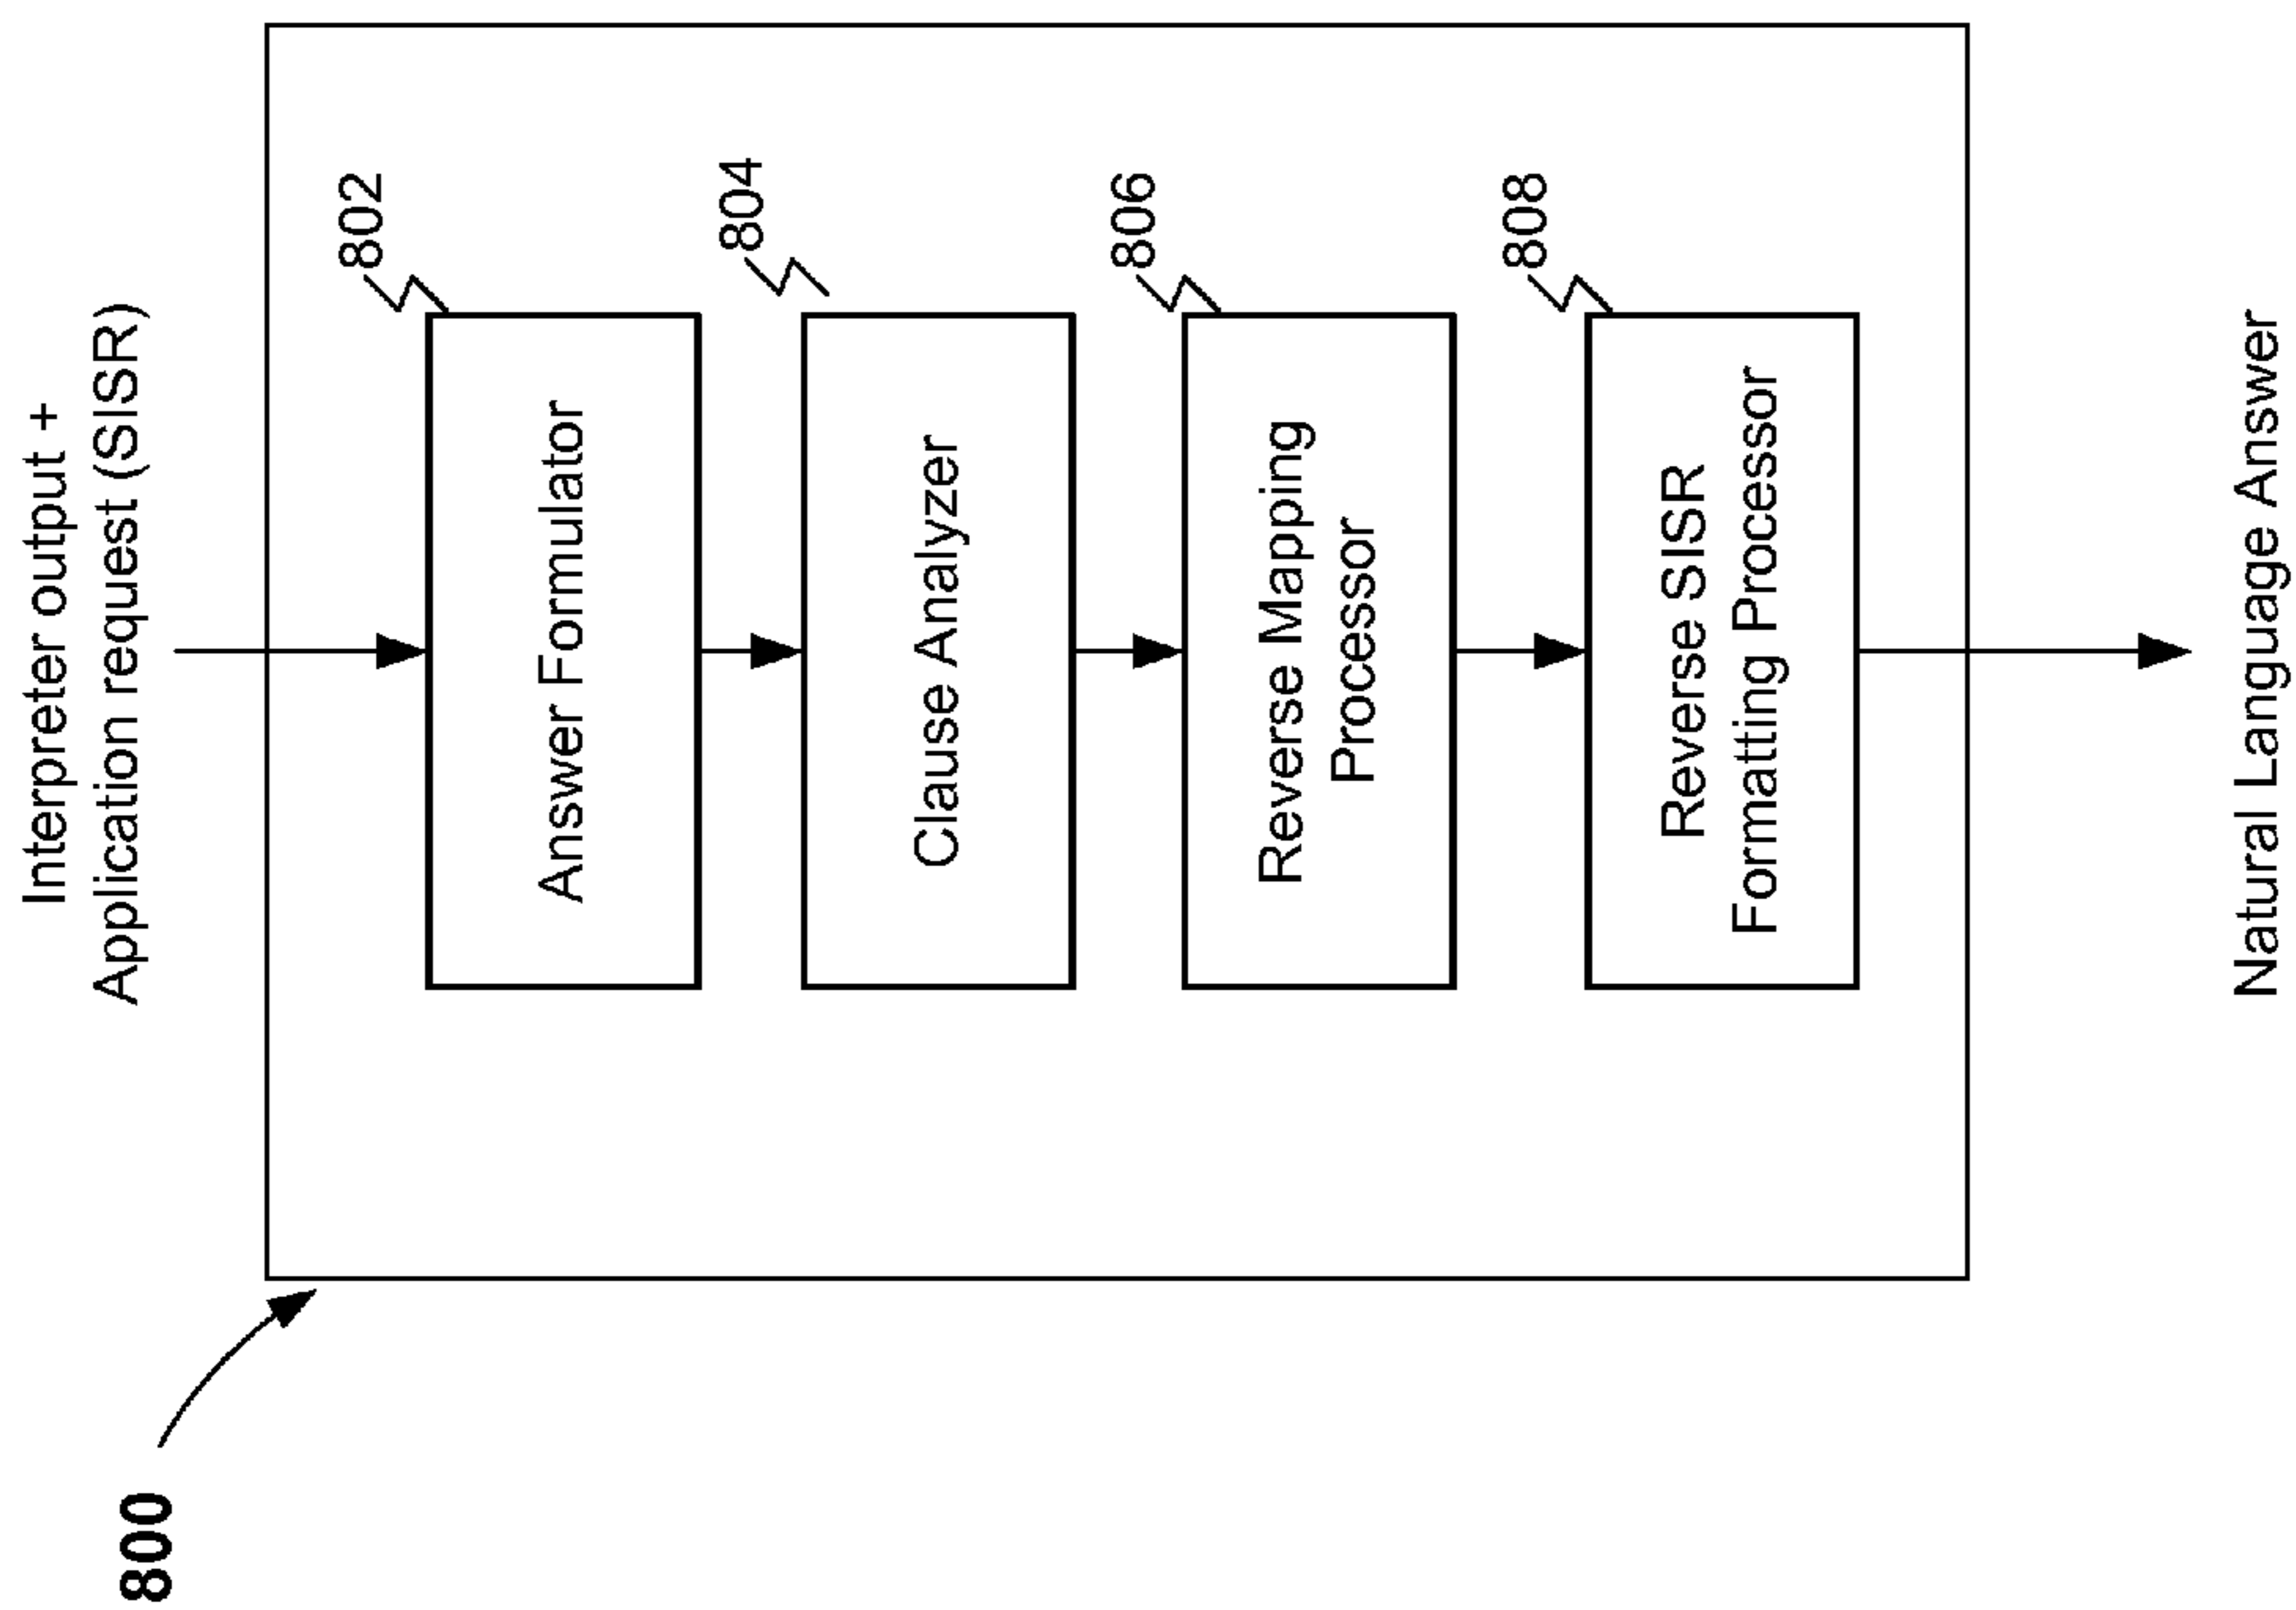 800
Interpreter output +
Application request (SISR)
802
Answer Formulator
804
Clause Analyzer
806
Reverse Mapping
Processor
808
Reverse SISR
Formatting Processor
Natural Language Answer